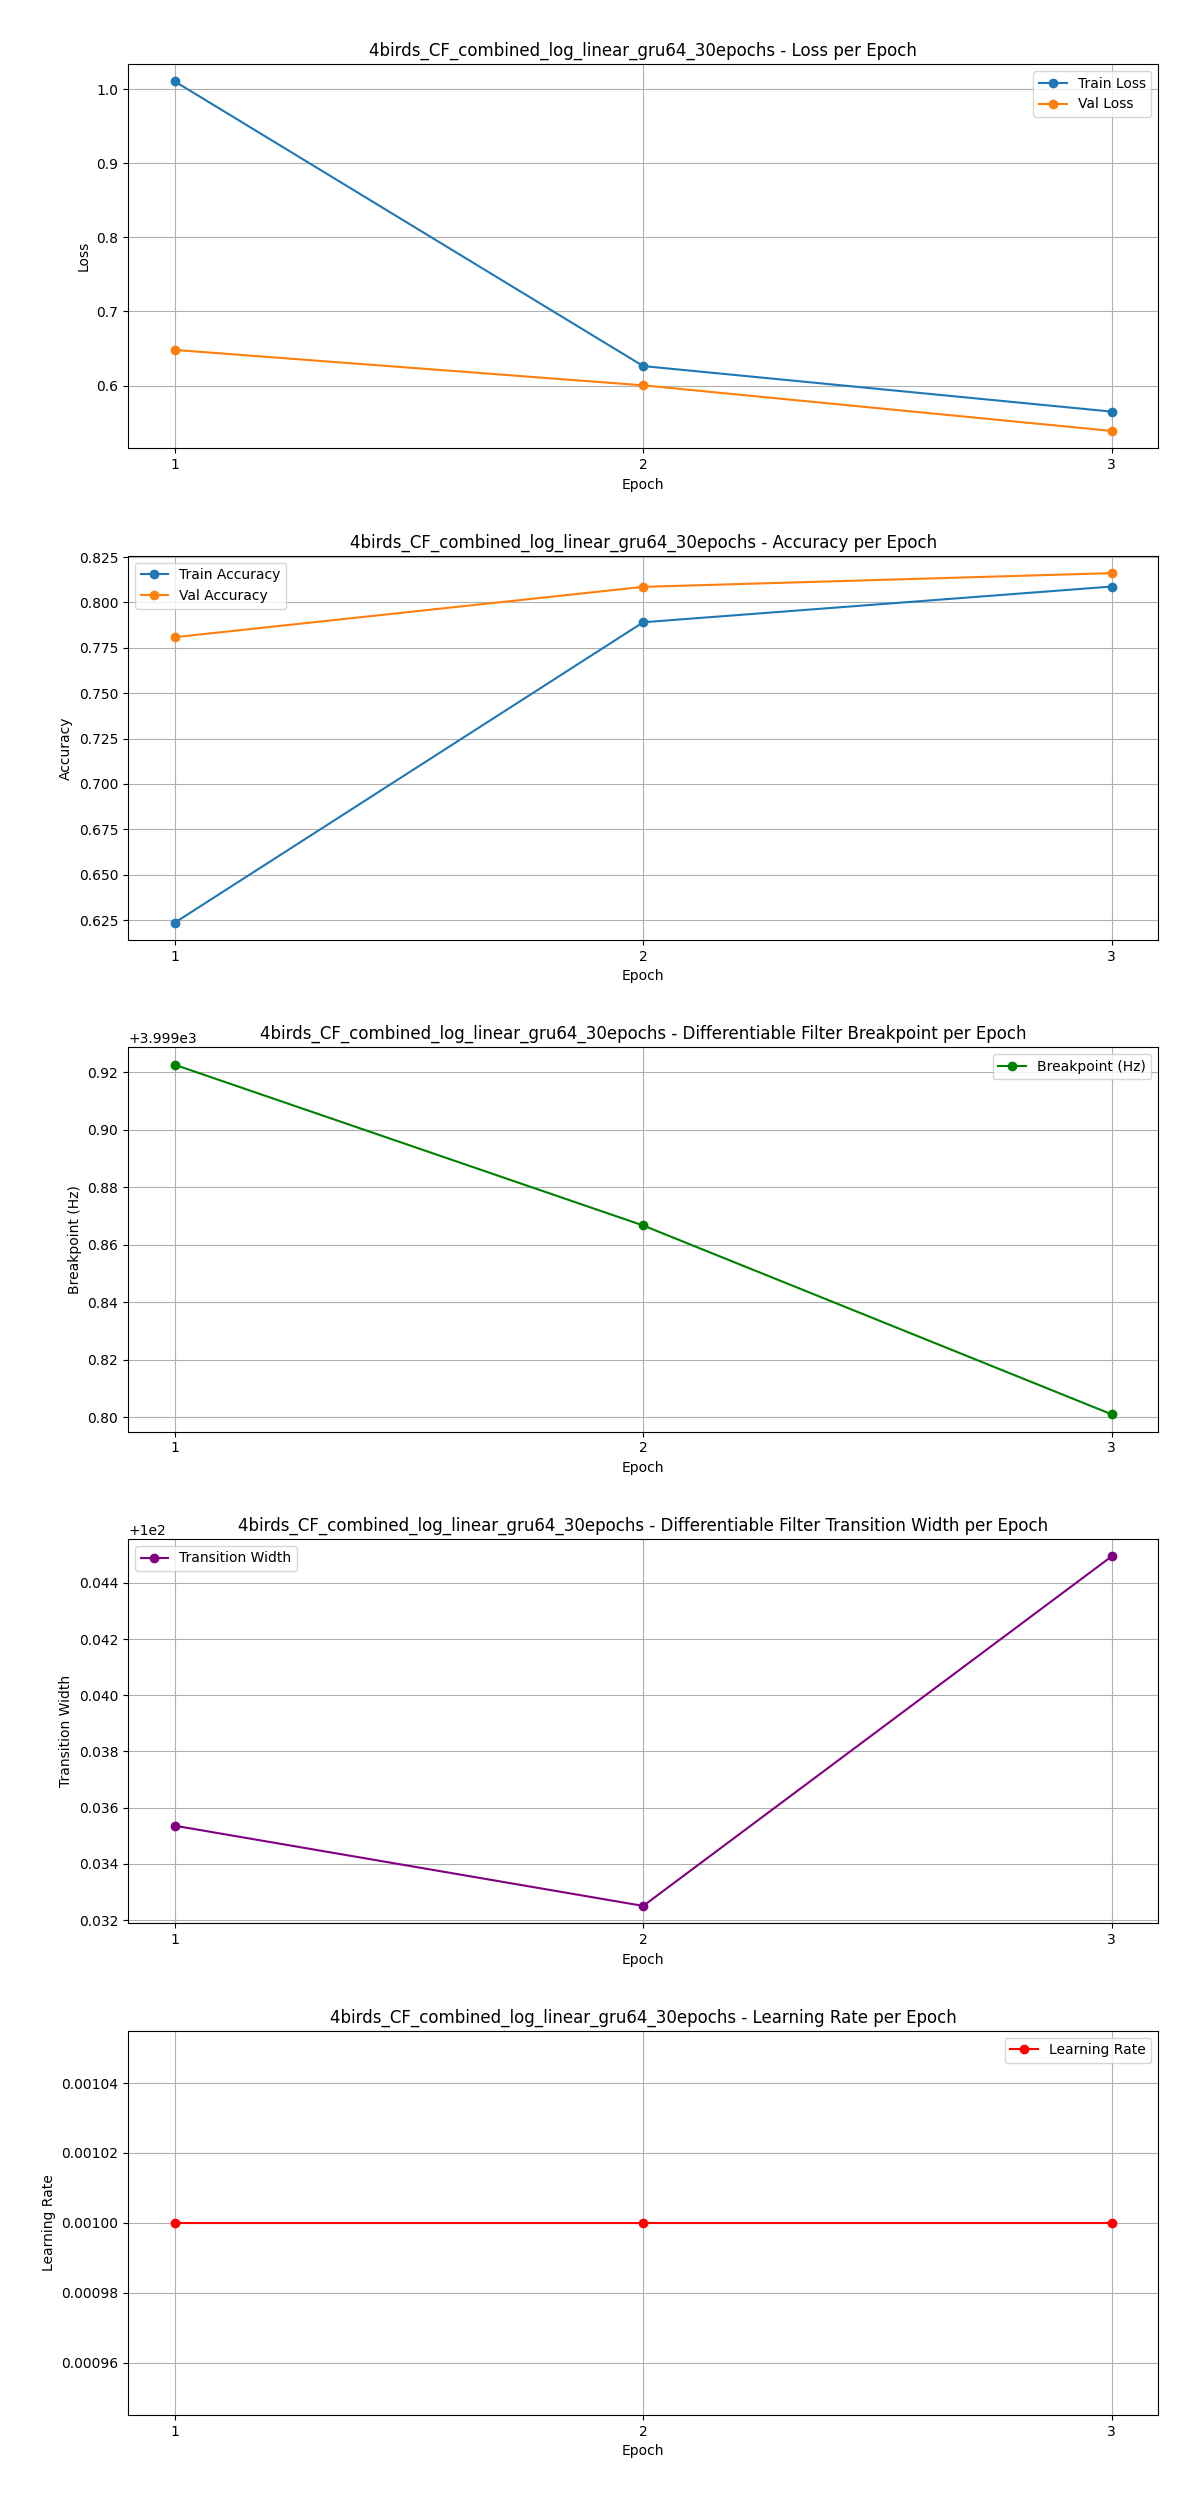 4birds_CF_combined_log_linear_gru64_30epochs - Loss per Epoch
Train Loss
Val Loss
1.0
0.9
0.8
0.7
0.6
Loss
1 2 3
Epoch
4birds_CF_combined_log_linear_gru64_30epochs - Accuracy per Epoch
Train Accuracy
Val Accuracy
0.825
0.800
0.775
0.750
0.725
0.700
0.675
0.650
0.625
Accuracy
1 2 3
Epoch
4birds_CF_combined_log_linear_gru64_30epochs - Differentiable Filter Breakpoint per Epoch
+3.999e3
Breakpoint (Hz)
0.92
0.90
0.88
0.86
0.84
0.82
0.80
Breakpoint (Hz)
1 2 3
Epoch
4birds_CF_combined_log_linear_gru64_30epochs - Differentiable Filter Transition Width per Epoch
+1e2
Transition Width
0.044
0.042
0.040
0.038
0.036
0.034
0.032
Transition Width
1 2 3
Epoch
4birds_CF_combined_log_linear_gru64_30epochs - Learning Rate per Epoch
Learning Rate
0.00104
0.00102
0.00100
0.00098
0.00096
Learning Rate
1 2 3
Epoch